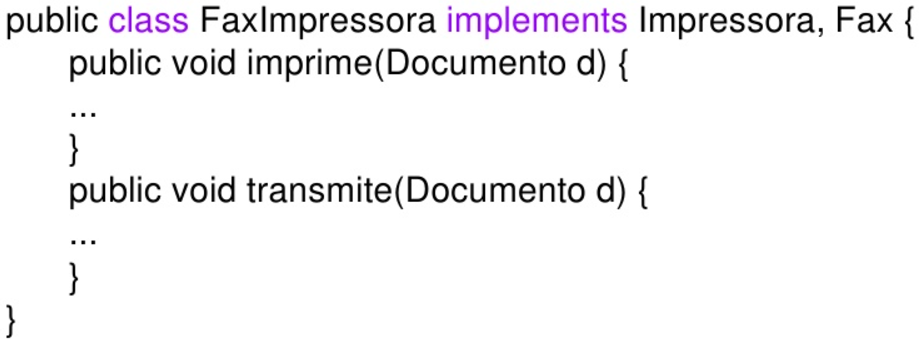 public class FaxImpressora implements Impressora, Fax {
public void imprime(Documento d) {
...
}
public void transmite(Documento d) {
...
}
}